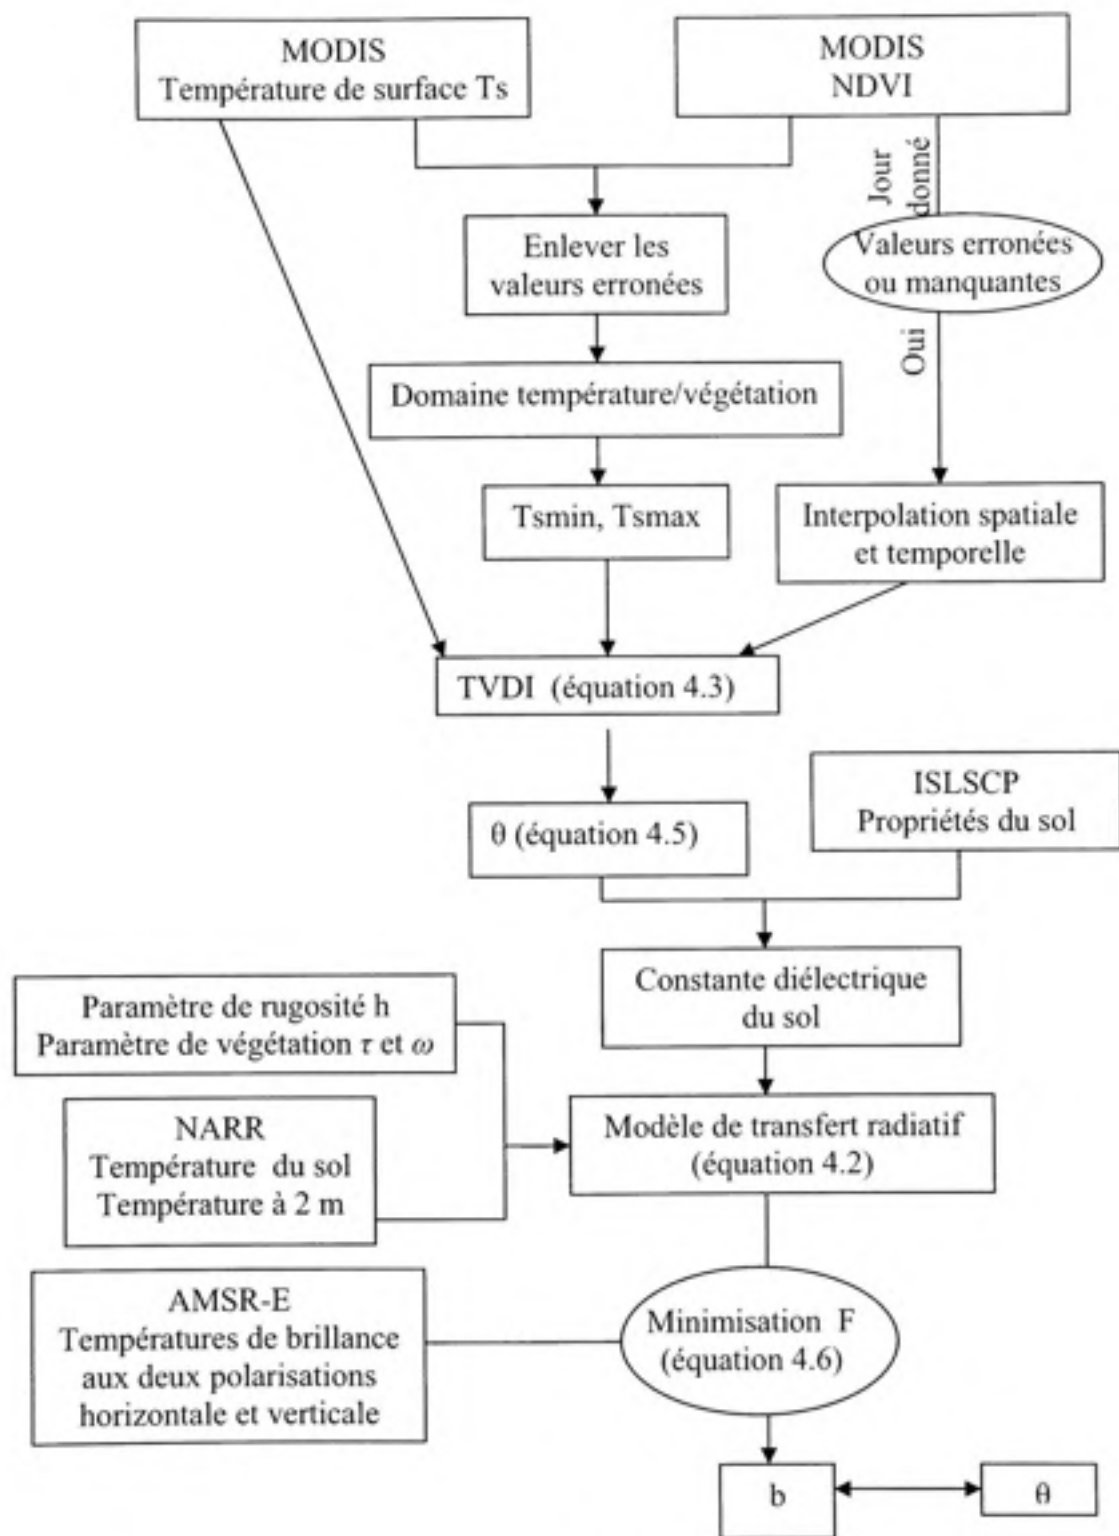 MODIS
Température de surface Ts
MODIS
NDVI
Jour
donné
Enlever les
valeurs erronées
Valeurs erronées
ou manquantes
Oui
Domaine température/végétation
Tsmin, Tsmax
Interpolation spatiale
et temporelle
TVDI (équation 4.3)
ISLSCP
Propriétés du sol
θ (équation 4.5)
Constante diélectrique
du sol
Paramètre de rugosité h
Paramètre de végétation τ et ω
NARR
Température du sol
Température à 2 m
Modèle de transfert radiatif
(équation 4.2)
AMSR-E
Températures de brillance
aux deux polarisations
horizontale et verticale
Minimisation F
(équation 4.6)
b
θ